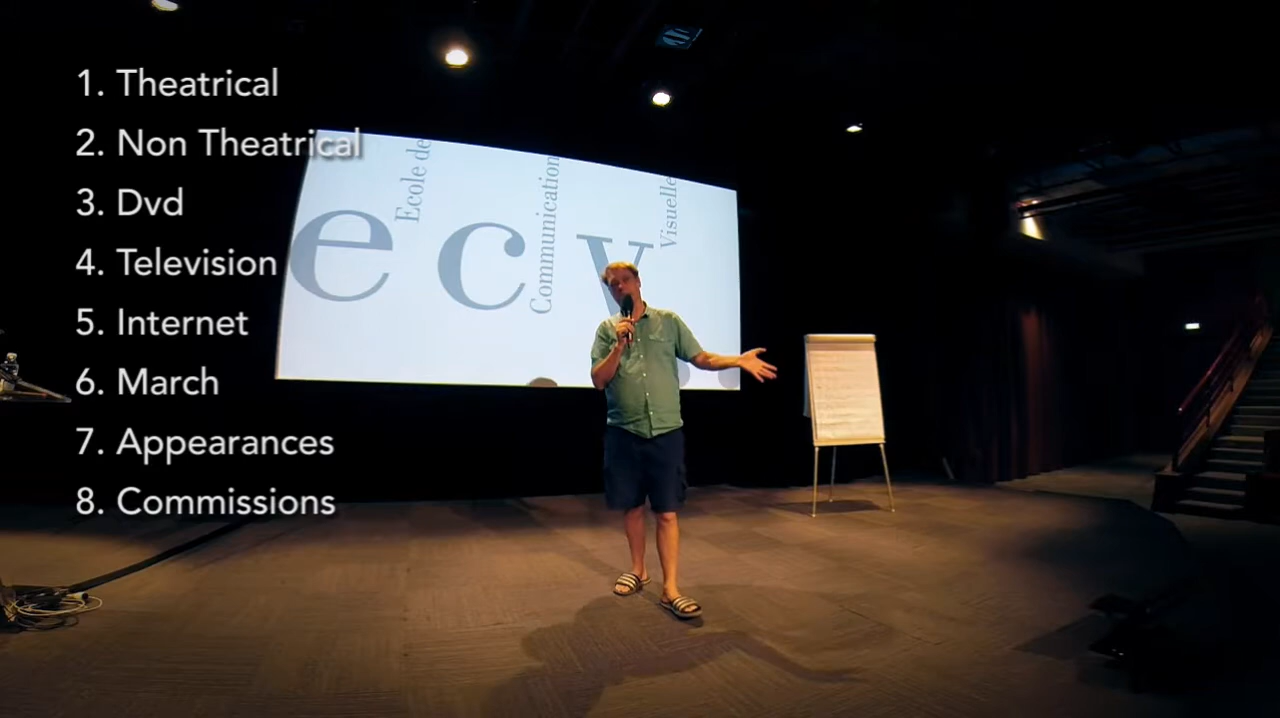 1. Theatrical
2. Non Theatrical
3. Dvd
4. Television
5. Internet
6. March
7. Appearances
8. Commissions
e c v
Ecole de
Communication
Visuelle